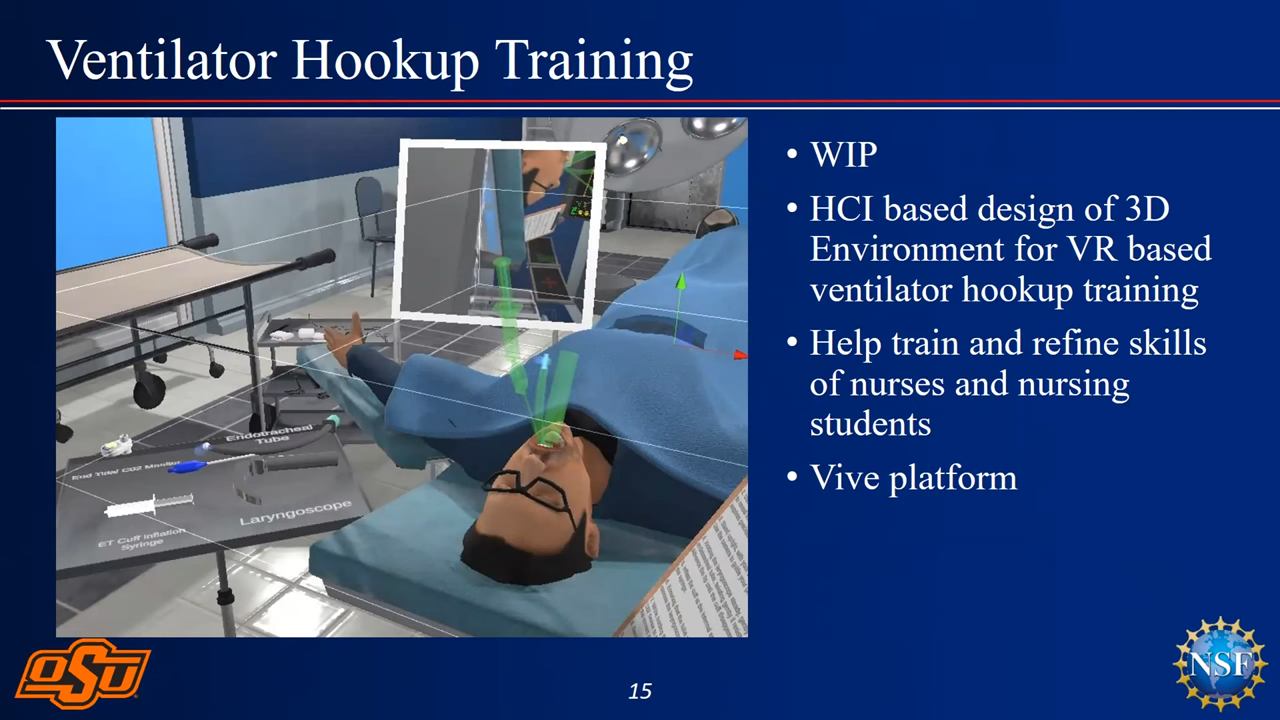 Ventilator Hookup Training
• WIP
• HCI based design of 3D
Environment for VR based
ventilator hookup training
• Help train and refine skills
of nurses and nursing
students
• Vive platform
Endotracheal
Tube
End Tidal CO2 Monitor
Laryngoscope
ET Cuff Inflation
Syringe
OSU
15
NSF